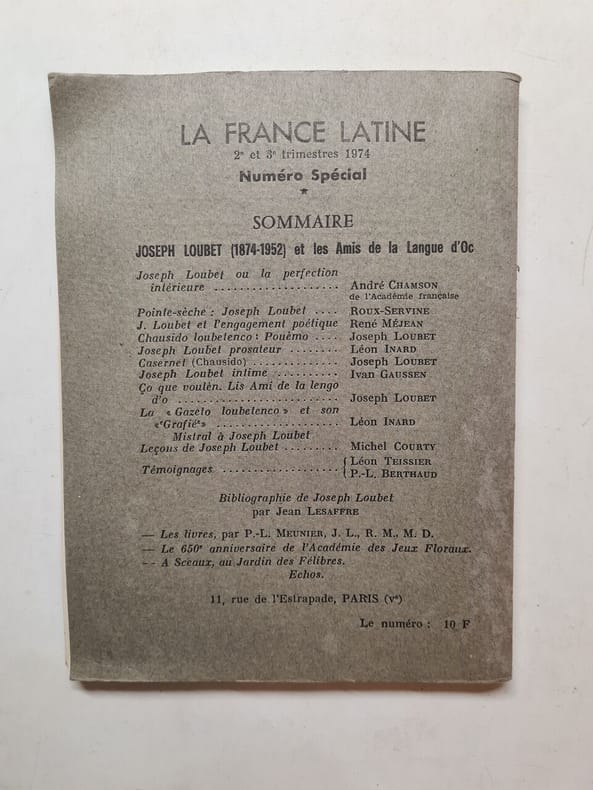 LA FRANCE LATINE
2e et 3e trimestres 1974
Numéro Spécial
★
SOMMAIRE
JOSEPH LOUBET (1874-1952) et les Amis de la Langue d'Oc
Joseph Loubet ou la perfection
intérieure .................... André CHAMSON
de l'Académie française
Pointe-sèche : Joseph Loubet .... ROUX-SERVINE
J. Loubet et l'engagement poétique René MÉJEAN
Chausido loubetenco : Pouèmo .... Joseph LOUBET
Joseph Loubet prosateur ........ Léon INARD
Casernet (Chausido) .............. Joseph LOUBET
Joseph Loubet intime .......... Ivan GAUSSEN
Ço que voulèn. Lis Ami de la lengo
d'o .......................... Joseph LOUBET
La « Gazèto loubetenco » et son
«"Grafié"» ................... Léon INARD
Mistral à Joseph Loubet
Leçons de Joseph Loubet ......... Michel COURTY
Témoignages ................... { Léon TEISSIER
P.-L. BERTHAUD
Bibliographie de Joseph Loubet
par Jean LESAFFRE
— Les livres, par P.-L. MEUNIER, J. L., R. M., M. D.
— Le 650e anniversaire de l'Académie des Jeux Floraux.
-- A Sceaux, au Jardin des Félibres.
Echos.
11, rue de l'Estrapade, PARIS (Ve)
Le numéro : 10 F